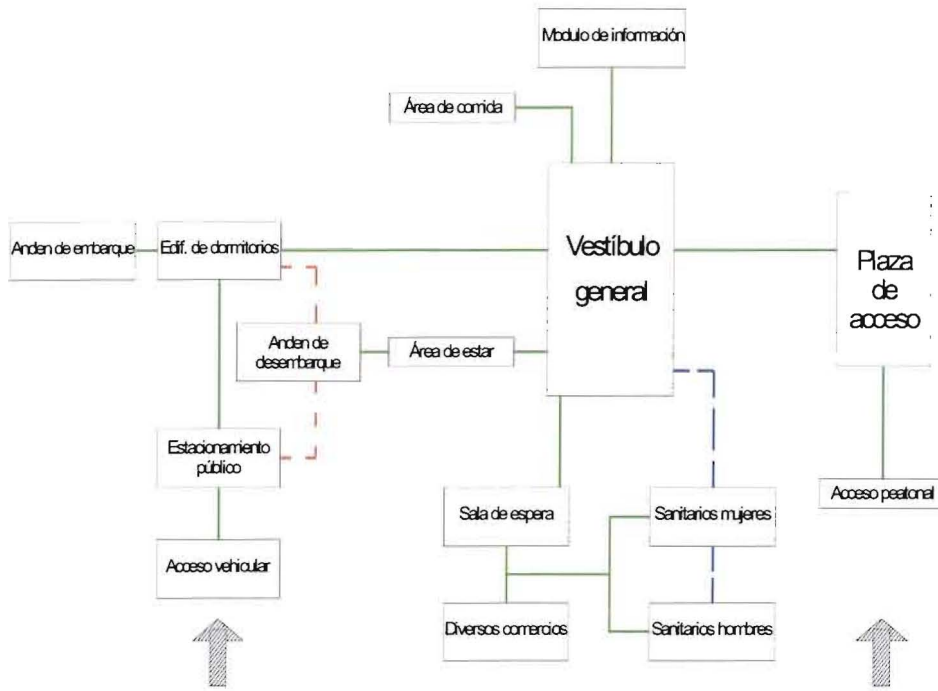 Modulo de información
Área de comida
Anden de embarque
Edif. de dormitorios
Vestíbulo
general
Plaza
de
acceso
Anden de
desembarque
Área de estar
Estacionamiento
público
Sala de espera
Sanitarios mujeres
Acceso peatonal
Acceso vehicular
Diversos comercios
Sanitarios hombres